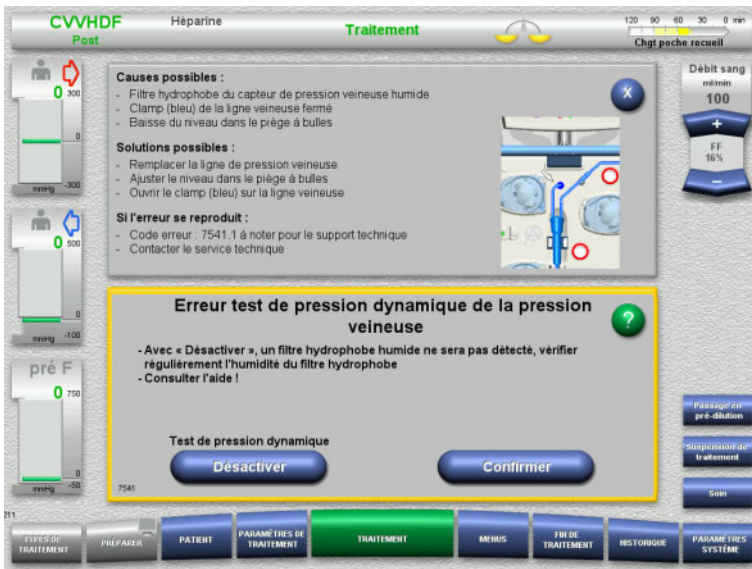 CVVHDF
Post
Héparine
Traitement
120 90 60 30 0 min
Chgt poche recueil
0 300
0
mmHg -300
0 500
0
mmHg -100
pré F
0 750
0
mmHg -50
Causes possibles :
- Filtre hydrophobe du capteur de pression veineuse humide
- Clamp (bleu) de la ligne veineuse fermé
- Baisse du niveau dans le piège à bulles
Solutions possibles :
- Remplacer la ligne de pression veineuse
- Ajuster le niveau dans le piège à bulles
- Ouvrir le clamp (bleu) sur la ligne veineuse
Si l'erreur se reproduit :
- Code erreur : 7541.1 à noter pour le support technique
- Contacter le service technique
X
Erreur test de pression dynamique de la pression
veineuse
?
- Avec « Désactiver », un filtre hydrophobe humide ne sera pas détecté, vérifier
régulièrement l'humidité du filtre hydrophobe
- Consulter l'aide !
Test de pression dynamique
Désactiver
Confirmer
7541
Débit sang
ml/min
100
+
FF
16%
-
Passage en
pré-dilution
Suspension de
traitement
Soin
211
TYPES DE
TRAITEMENT
PRÉPARER
PATIENT
PARAMÈTRES DE
TRAITEMENT
TRAITEMENT
MENUS
FIN DE
TRAITEMENT
HISTORIQUE
PARAMÈTRES
SYSTÈME